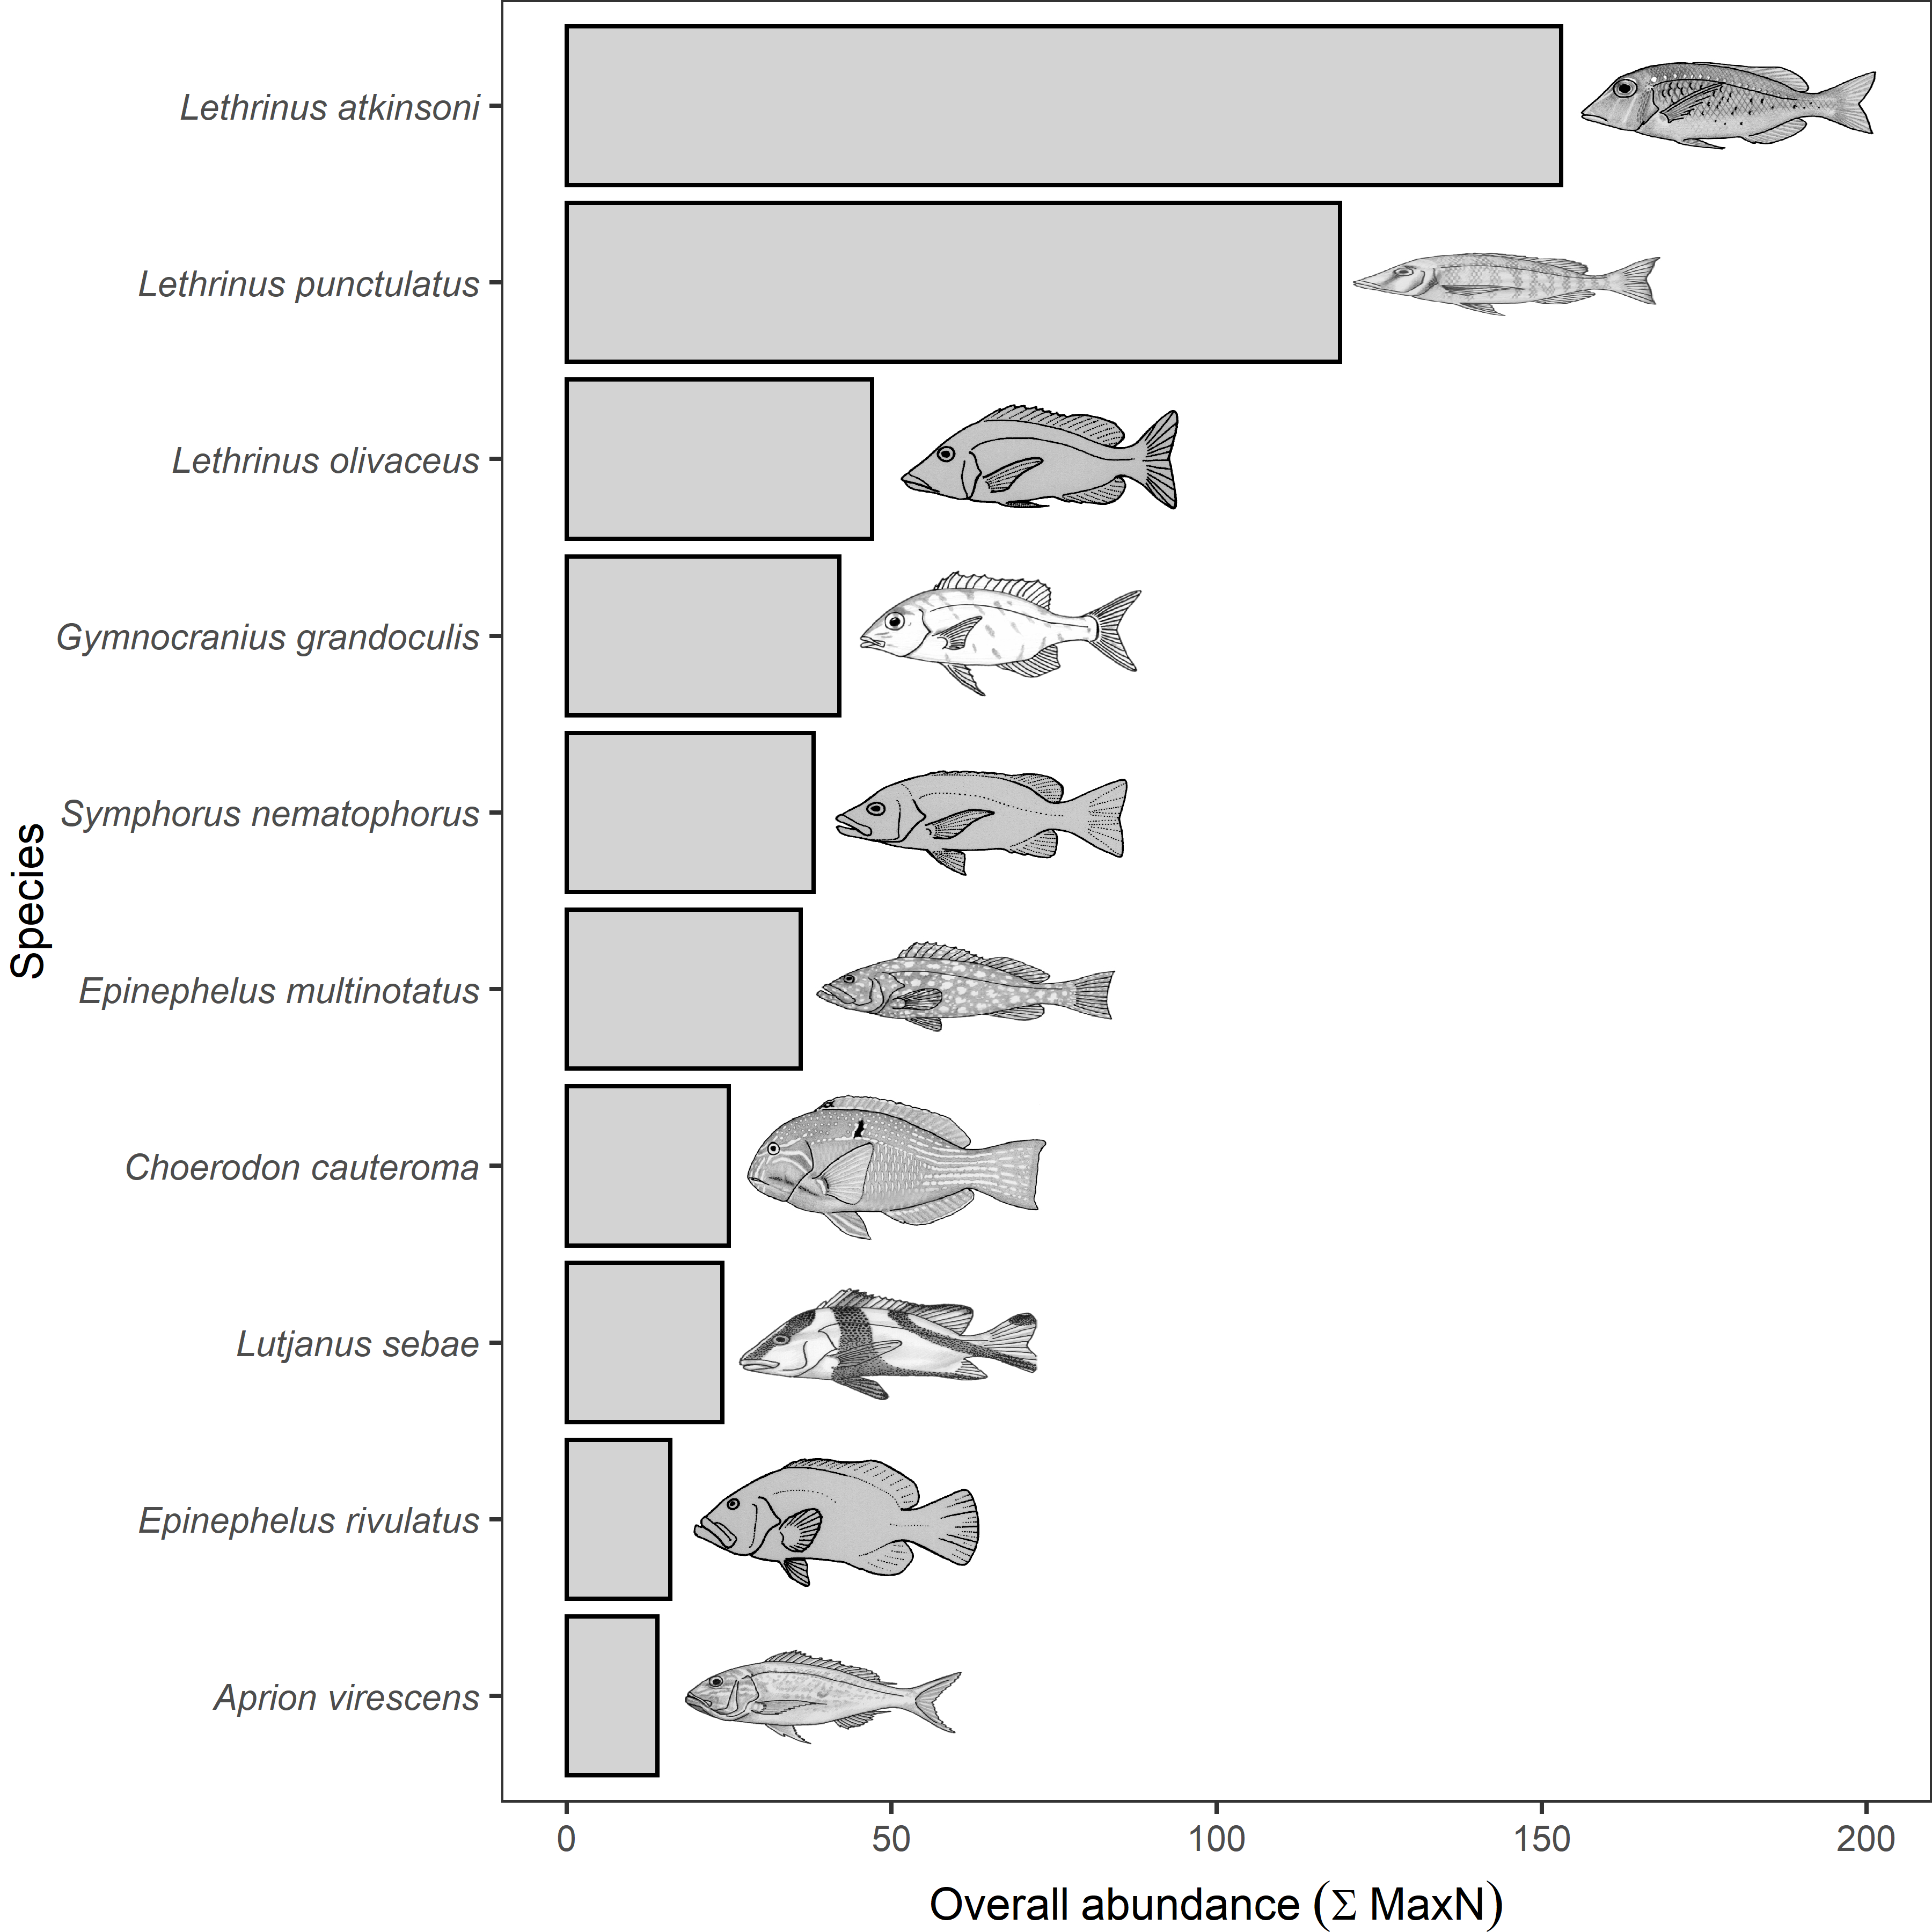 Species
Lethrinus atkinsoni
Lethrinus punctulatus
Lethrinus olivaceus
Gymnocranius grandoculis
Symphorus nematophorus
Epinephelus multinotatus
Choerodon cauteroma
Lutjanus sebae
Epinephelus rivulatus
Aprion virescens
0 50 100 150 200
Overall abundance (Σ MaxN)